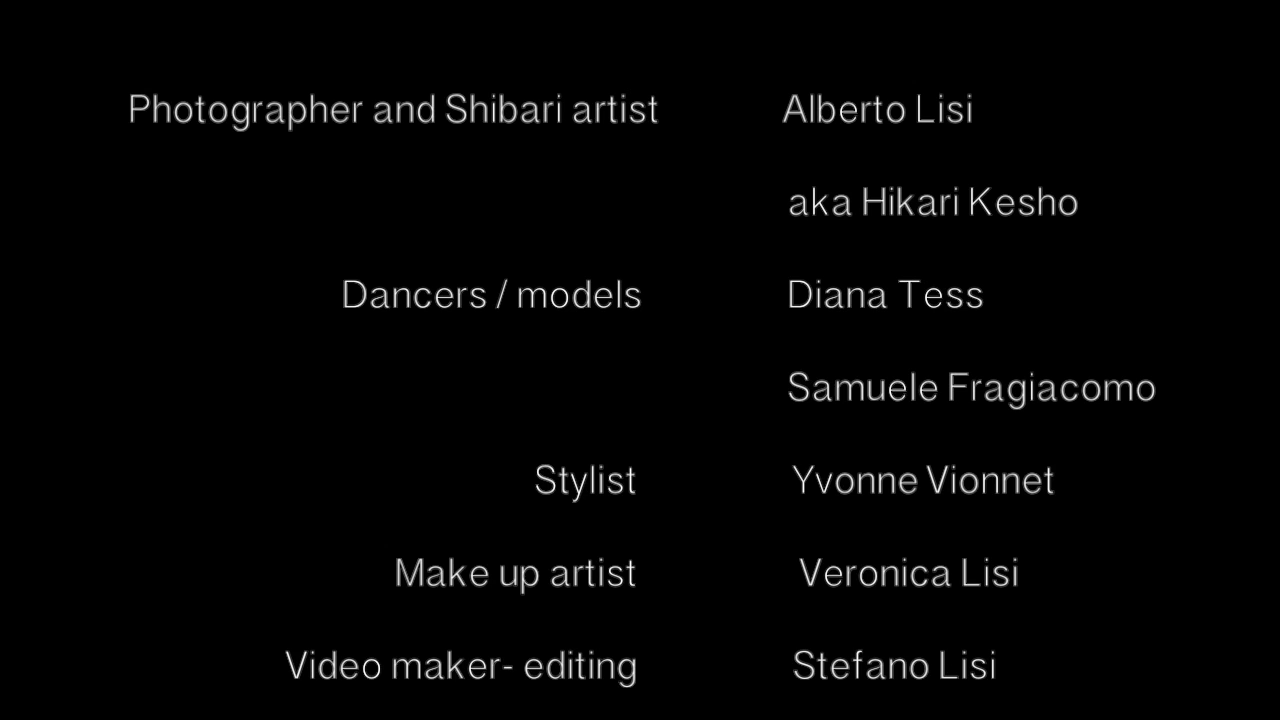 Photographer and Shibari artist Alberto Lisi
aka Hikari Kesho
Dancers / models Diana Tess
Samuele Fragiacomo
Stylist Yvonne Vionnet
Make up artist Veronica Lisi
Video maker- editing Stefano Lisi